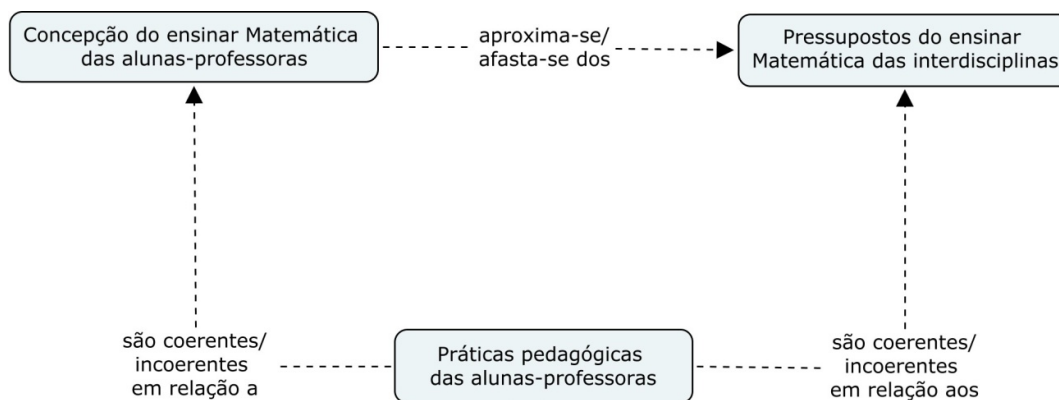 Concepção do ensinar Matemática
das alunas-professoras
aproxima-se/
afasta-se dos
Pressupostos do ensinar
Matemática das interdisciplinas
são coerentes/
incoerentes
em relação a
Práticas pedagógicas
das alunas-professoras
são coerentes/
incoerentes
em relação aos